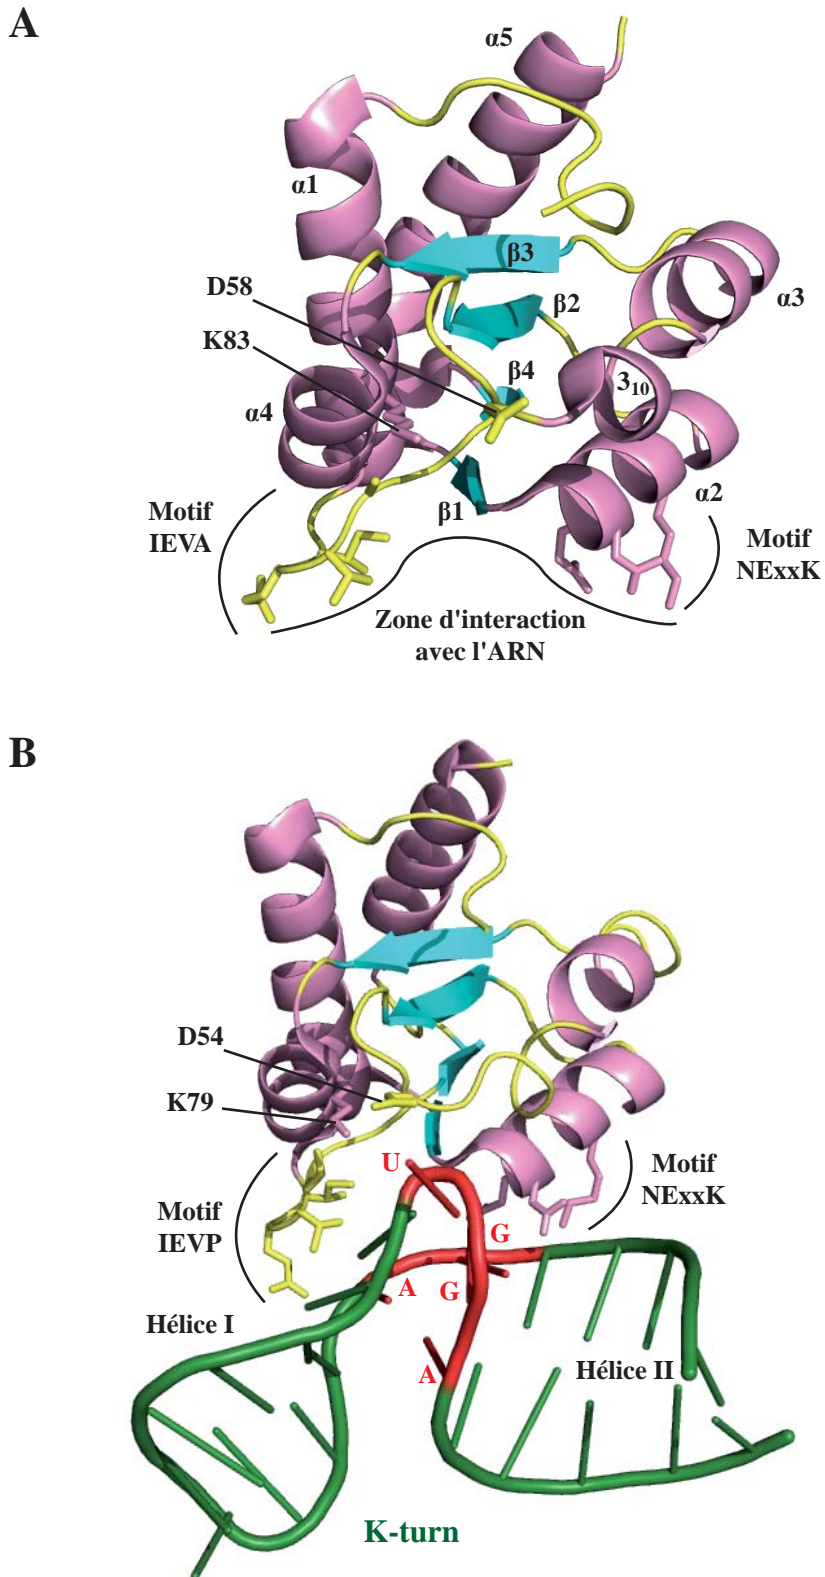 A
α5
α1
β3
D58
β2
α3
K83
β4
3₁₀
α4
α2
β1
Motif
IEVA
Motif
NExxK
Zone d'interaction
avec l'ARN
B
D54
K79
U
Motif
NExxK
Motif
IEVP
G
A
G
Hélice I
A
Hélice II
K-turn